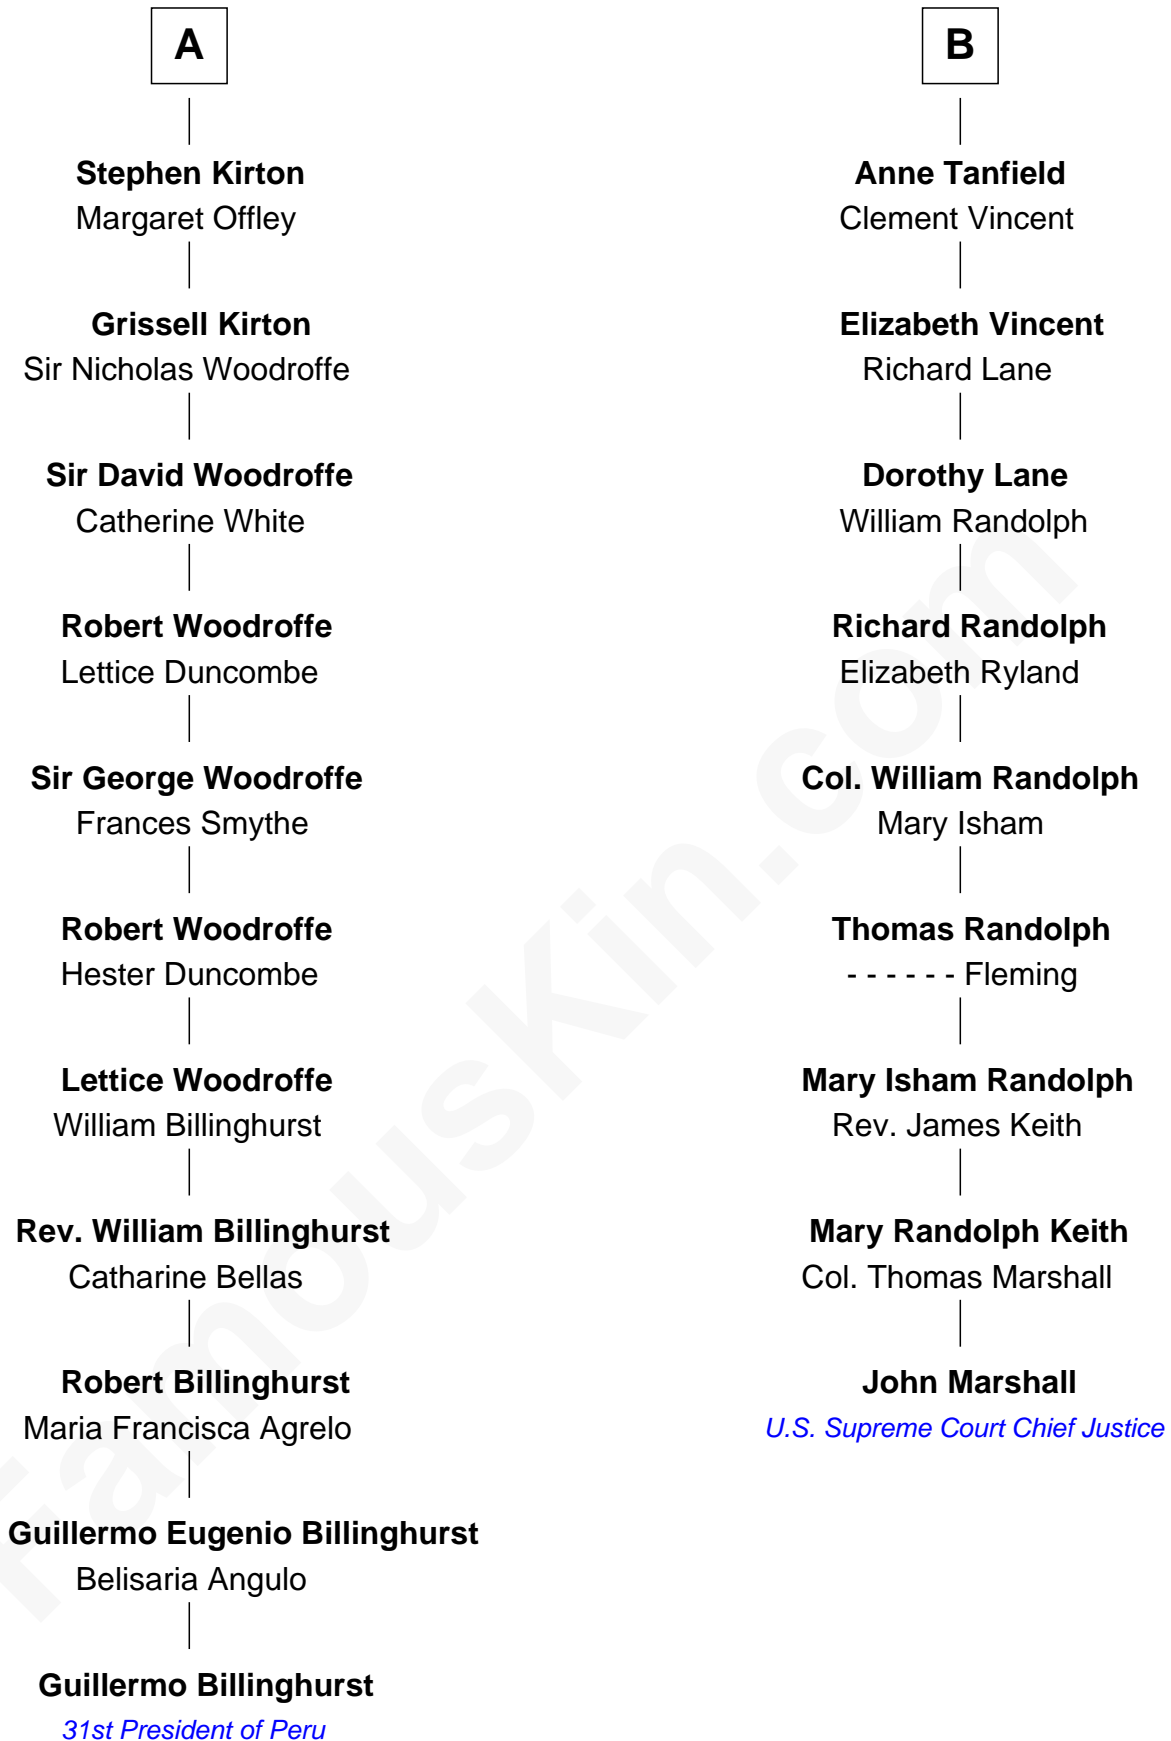 A
Stephen Kirton
Margaret Offley
Grissell Kirton
Sir Nicholas Woodroffe
Sir David Woodroffe
Catherine White
Robert Woodroffe
Lettice Duncombe
Sir George Woodroffe
Frances Smythe
Robert Woodroffe
Hester Duncombe
Lettice Woodroffe
William Billinghurst
Rev. William Billinghurst
Catharine Bellas
Robert Billinghurst
Maria Francisca Agrelo
Guillermo Eugenio Billinghurst
Belisaria Angulo
Guillermo Billinghurst
31st President of Peru
B
Anne Tanfield
Clement Vincent
Elizabeth Vincent
Richard Lane
Dorothy Lane
William Randolph
Richard Randolph
Elizabeth Ryland
Col. William Randolph
Mary Isham
Thomas Randolph
- - - - - - Fleming
Mary Isham Randolph
Rev. James Keith
Mary Randolph Keith
Col. Thomas Marshall
John Marshall
U.S. Supreme Court Chief Justice
FamousKin.com